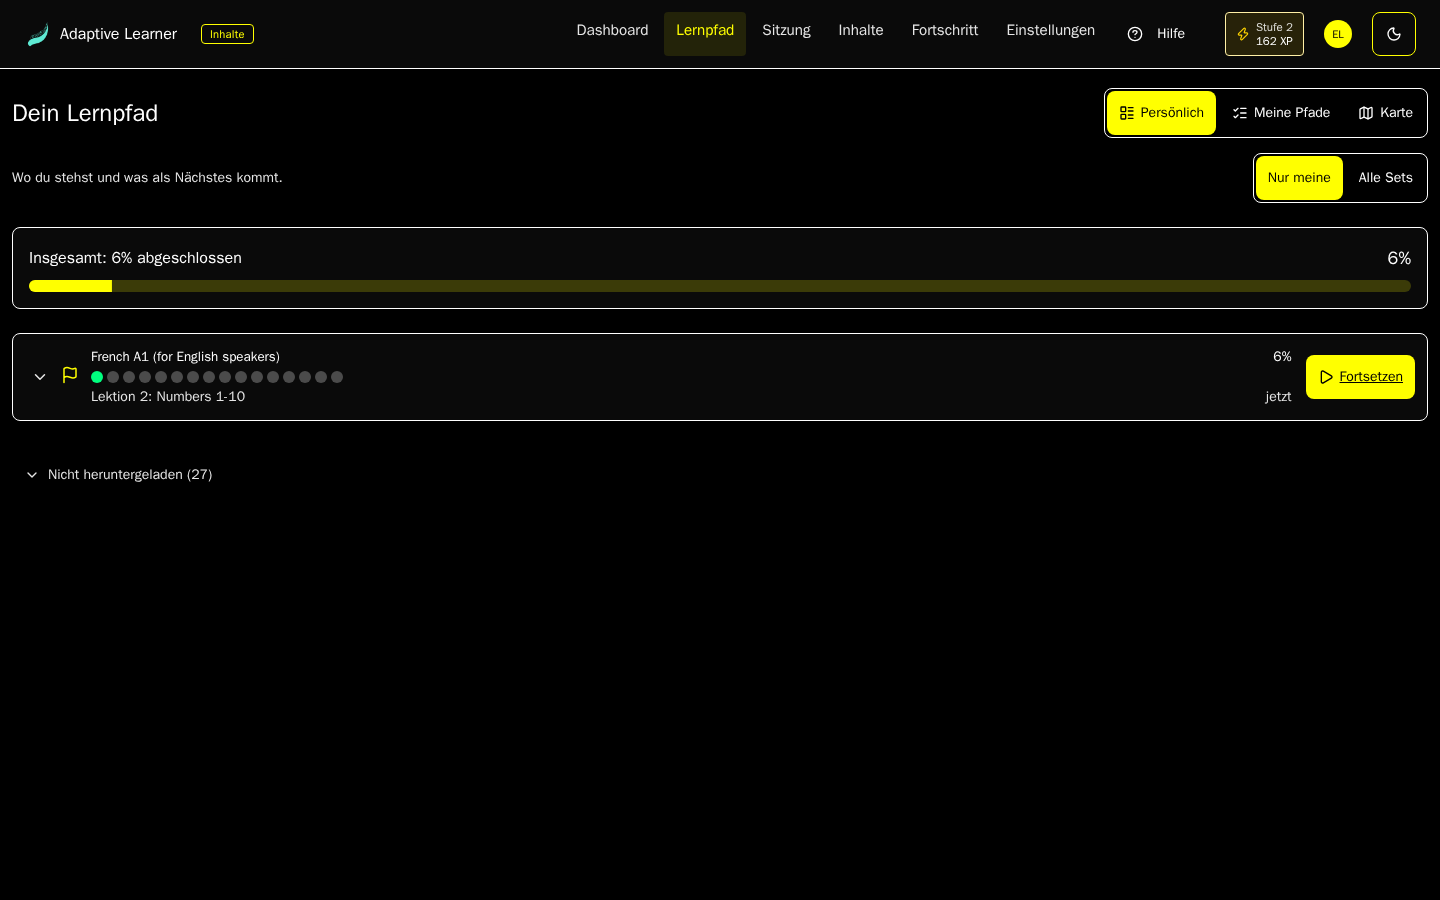 Adaptive Learner
Inhalte
Dashboard
Lernpfad
Sitzung
Inhalte
Fortschritt
Einstellungen
Hilfe
Stufe 2
162 XP
EL
Dein Lernpfad
Persönlich
Meine Pfade
Karte
Wo du stehst und was als Nächstes kommt.
Nur meine
Alle Sets
Insgesamt: 6% abgeschlossen
6%
French A1 (for English speakers)
6%
Lektion 2: Numbers 1-10
jetzt
Fortsetzen
Nicht heruntergeladen (27)